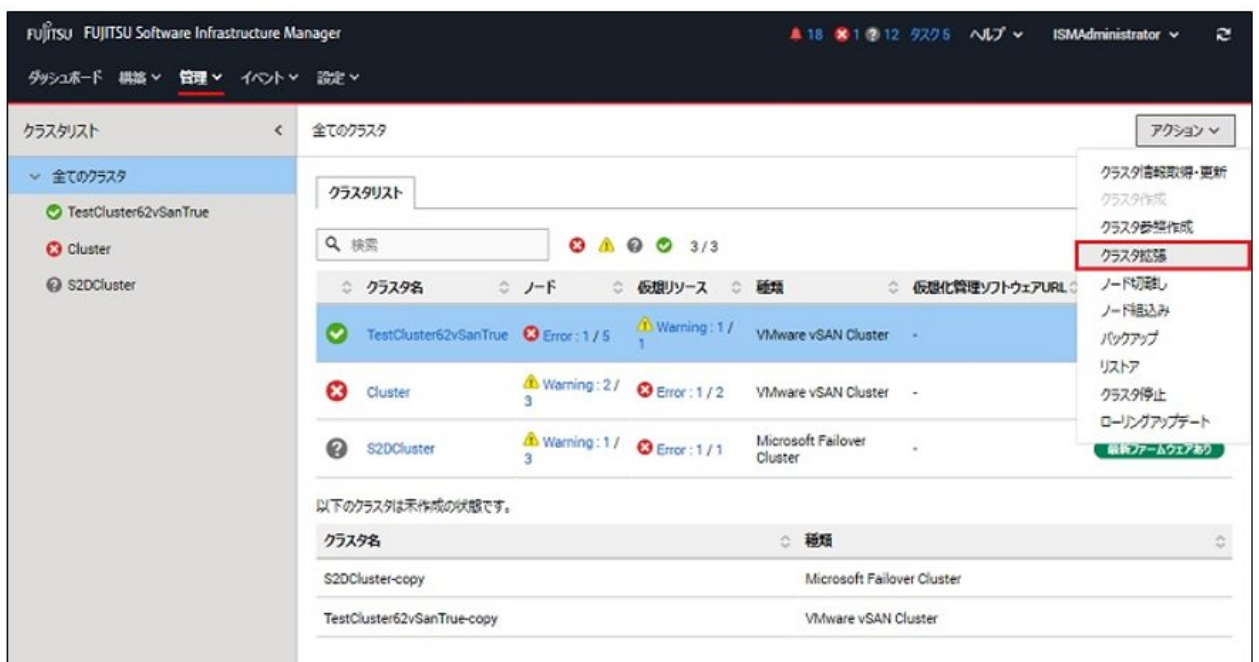 FUJITSU FUJITSU Software Infrastructure Manager
18 1 12 タスク 5 ヘルプ ISMAdministrator
ダッシュボード 構築 管理 イベント 設定
クラスタリスト
全てのクラスタ
TestCluster62vSanTrue
Cluster
S2DCluster
全てのクラスタ
アクション
クラスタ情報取得・更新
クラスタ作成
クラスタ参照作成
クラスタ拡張
ノード切離し
ノード組込み
バックアップ
リストア
クラスタ停止
ローリングアップデート
クラスタリスト
検索 3 / 3
クラスタ名 ノード 仮想リソース 種類 仮想化管理ソフトウェアURL
TestCluster62vSanTrue Error : 1 / 5 Warning : 1 / VMware vSAN Cluster -
1
Cluster Warning : 2 / Error : 1 / 2 VMware vSAN Cluster -
3
S2DCluster Warning : 1 / Error : 1 / 1 Microsoft Failover -
3 Cluster
最新ファームウェアあり
以下のクラスタは未作成の状態です。
クラスタ名 種類
S2DCluster-copy Microsoft Failover Cluster
TestCluster62vSanTrue-copy VMware vSAN Cluster